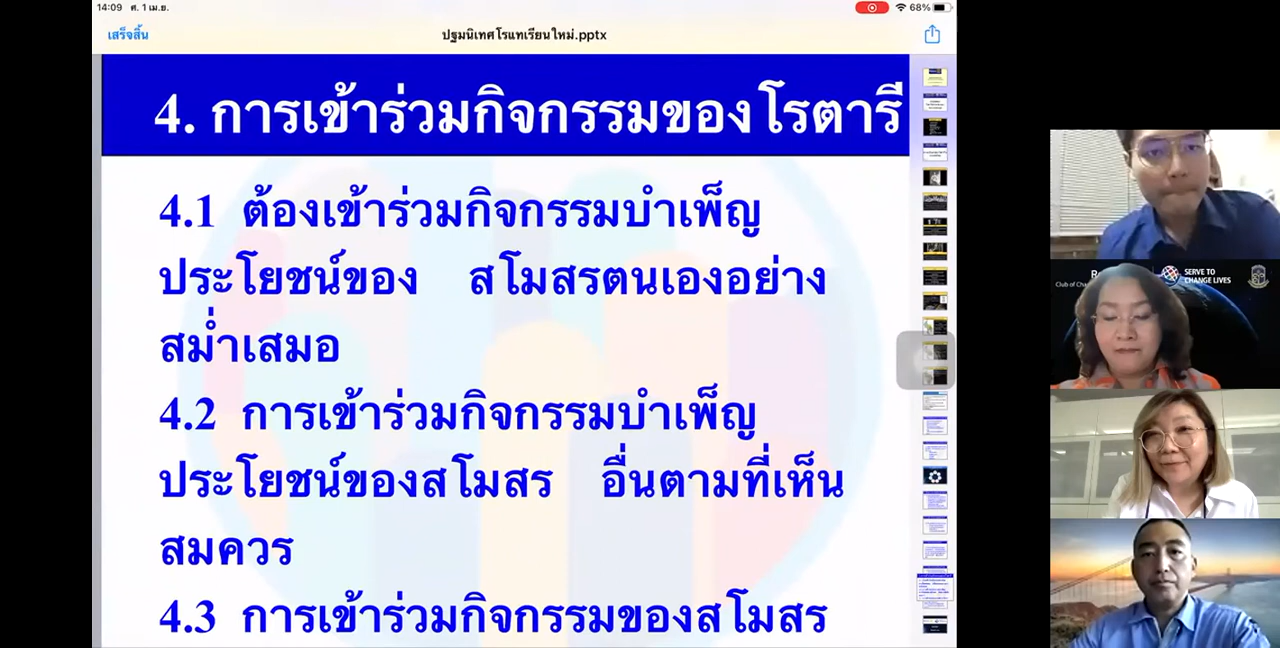 14:09 ศ. 1 เม.ย.
68%
เสร็จสิ้น
ปฐมนิเทศโรแทเรียนใหม่.pptx
4. การเข้าร่วมกิจกรรมของโรตารี
4.1 ต้องเข้าร่วมกิจกรรมบำเพ็ญ
ประโยชน์ของ สโมสรตนเองอย่าง
สม่ำเสมอ
4.2 การเข้าร่วมกิจกรรมบำเพ็ญ
ประโยชน์ของสโมสร อื่นตามที่เห็น
สมควร
4.3 การเข้าร่วมกิจกรรมของสโมสร
SERVE TO
CHANGE LIVES
Club of Cha